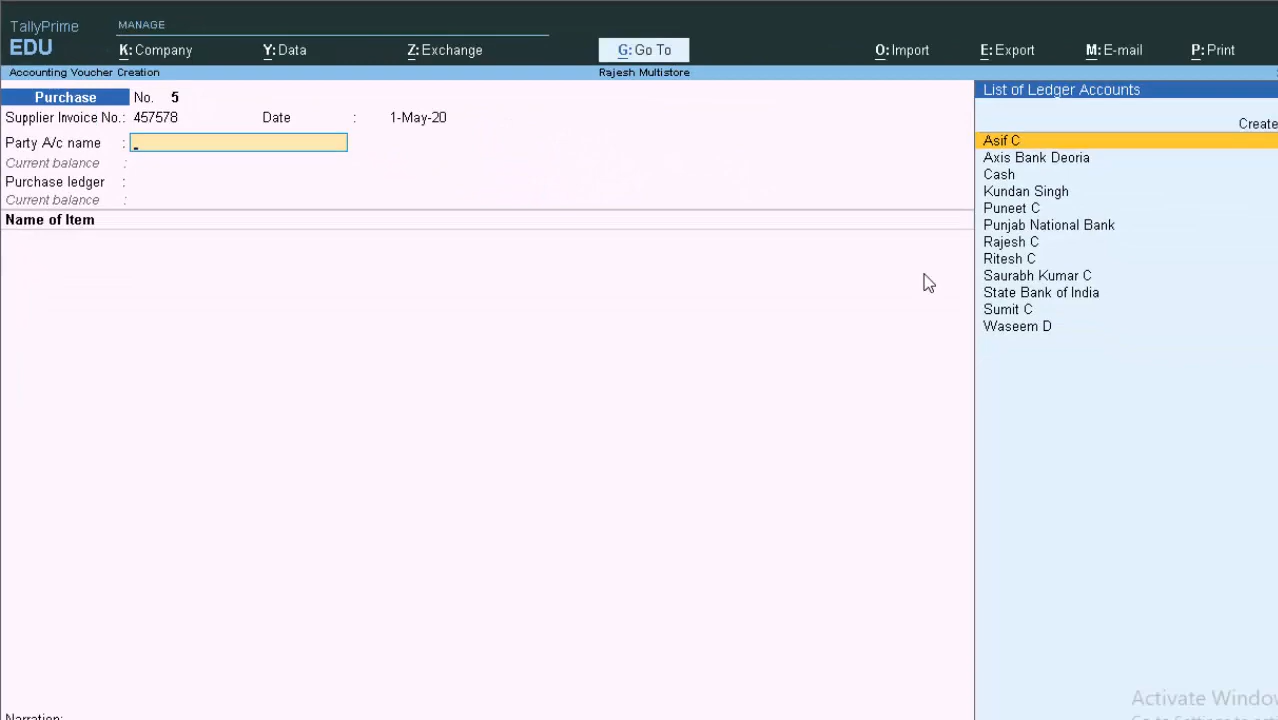 TallyPrime
EDU
MANAGE
K: Company
Y: Data
Z: Exchange
G: Go To
O: Import
E: Export
M: E-mail
P: Print
Accounting Voucher Creation
Rajesh Multistore
Purchase No. 5
Supplier Invoice No.: 457578 Date : 1-May-20
Party A/c name :
Current balance :
Purchase ledger :
Current balance :
Name of Item
List of Ledger Accounts
Create
Asif C
Axis Bank Deoria
Cash
Kundan Singh
Puneet C
Punjab National Bank
Rajesh C
Ritesh C
Saurabh Kumar C
State Bank of India
Sumit C
Waseem D
Narration:
Activate Window